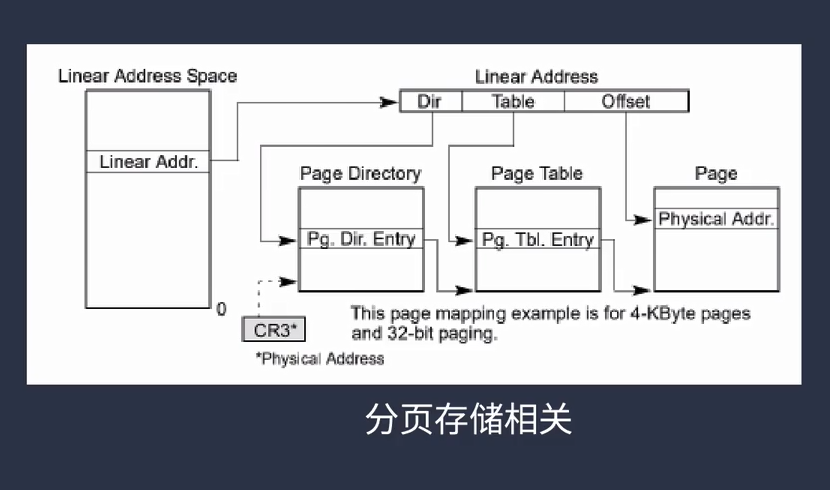 Linear Address Space
Linear Address
Dir
Table
Offset
Linear Addr.
Page Directory
Page Table
Page
Physical Addr.
Pg. Dir. Entry
Pg. Tbl. Entry
0
CR3*
This page mapping example is for 4-KByte pages
and 32-bit paging.
*Physical Address
分页存储相关